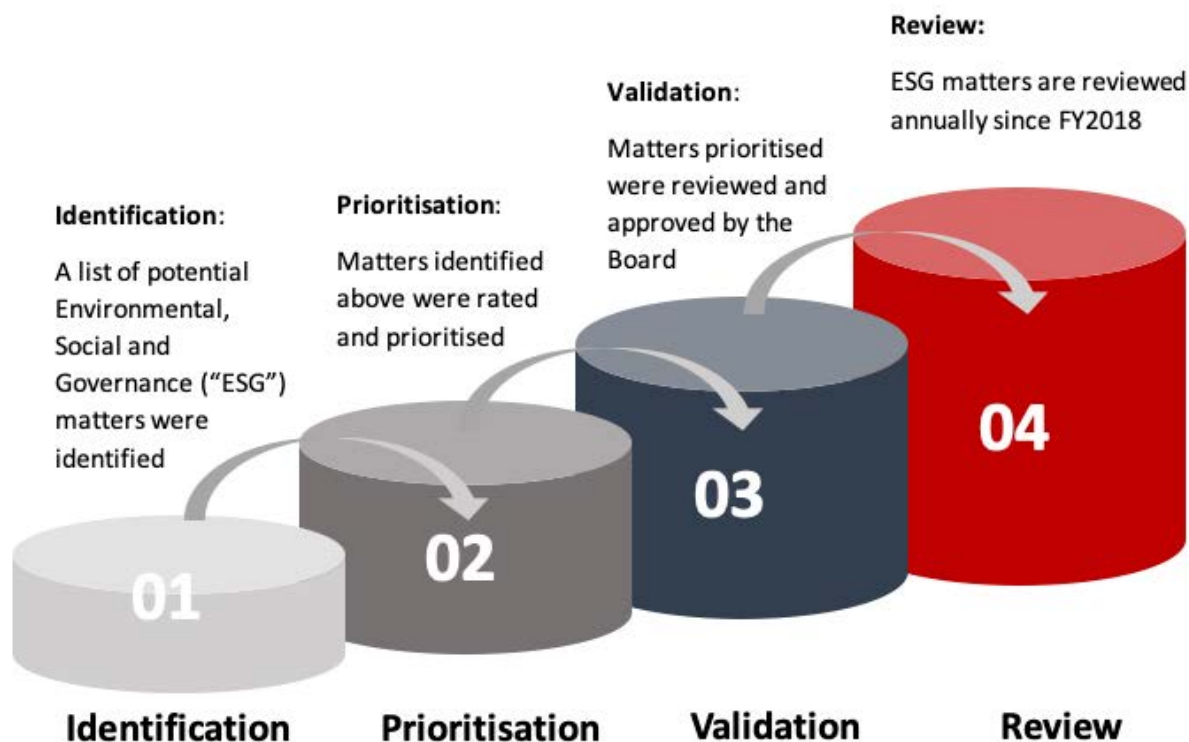 Identification:
A list of potential
Environmental,
Social and
Governance (“ESG”)
matters were
identified
Prioritisation:
Matters identified
above were rated
and prioritised
Validation:
Matters prioritised
were reviewed and
approved by the
Board
Review:
ESG matters are reviewed
annually since FY2018
01
02
03
04
Identification
Prioritisation
Validation
Review